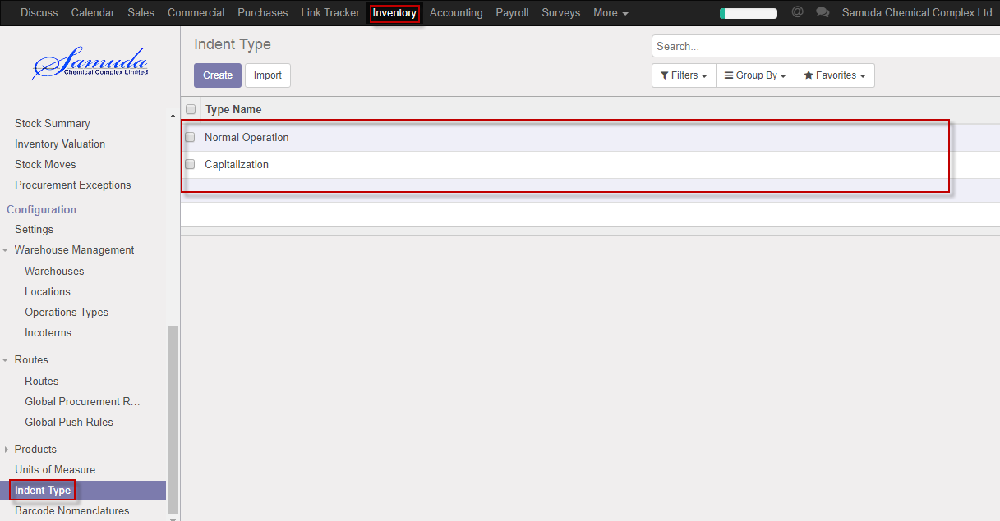 Discuss Calendar Sales Commercial Purchases Link Tracker Inventory Accounting Payroll Surveys More @ Samuda Chemical Complex Ltd.
Samuda
Chemical Complex Limited
Stock Summary
Inventory Valuation
Stock Moves
Procurement Exceptions
Configuration
Settings
Warehouse Management
Warehouses
Locations
Operations Types
Incoterms
Routes
Routes
Global Procurement R...
Global Push Rules
Products
Units of Measure
Indent Type
Barcode Nomenclatures
Indent Type
Search...
Create Import
Filters Group By Favorites
Type Name
Normal Operation
Capitalization